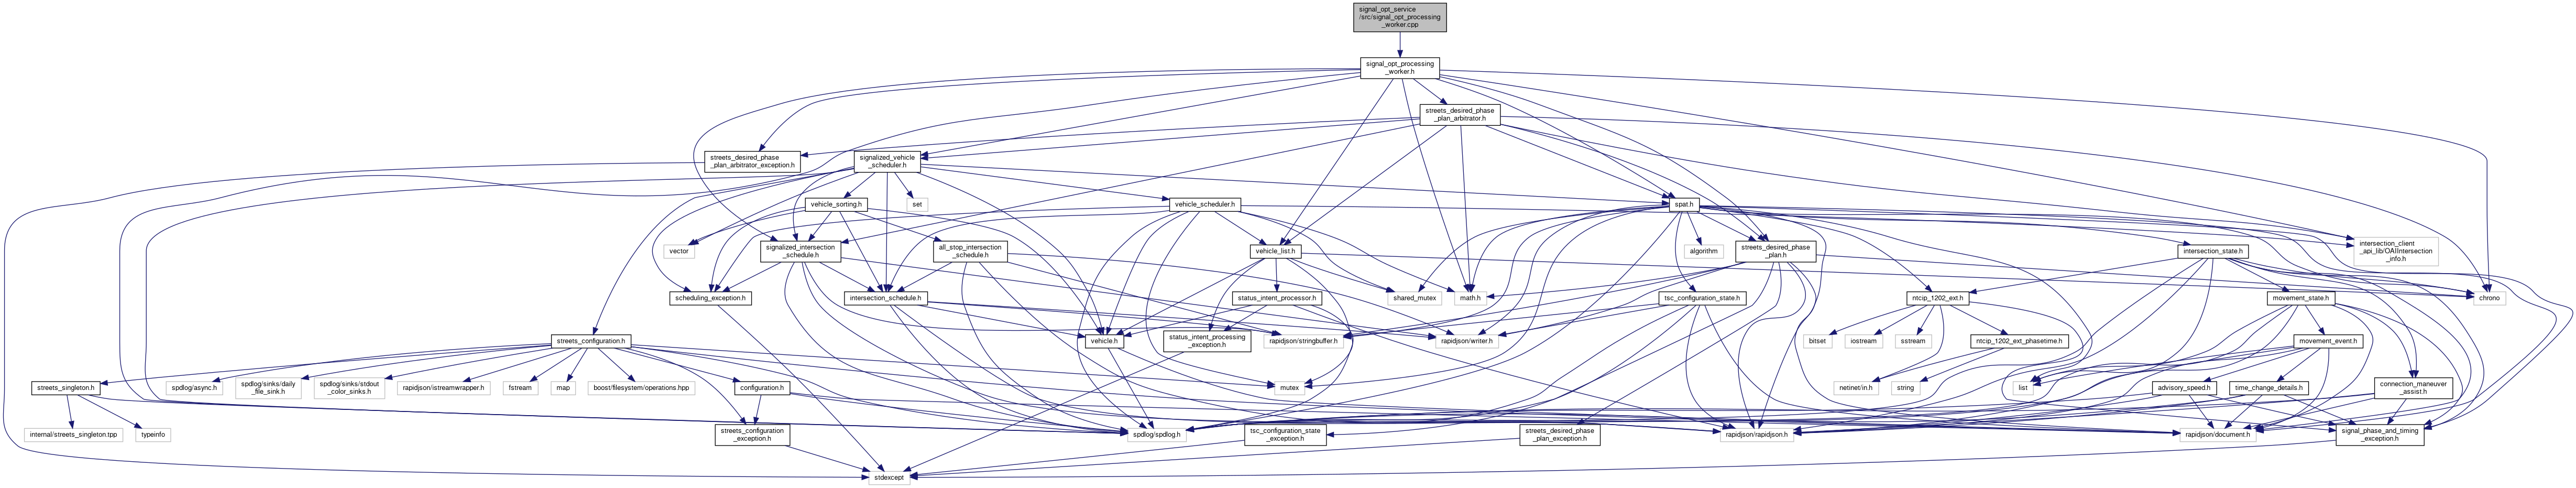 signal_opt_service
/src/signal_opt_processing
_worker.cpp
signal_opt_processing
_worker.h
streets_desired_phase
_plan_arbitrator.h
streets_desired_phase
_plan_arbitrator_exception.h
signalized_vehicle
_scheduler.h
vehicle_sorting.h
set
vehicle_scheduler.h
spat.h
vector
signalized_intersection
_schedule.h
all_stop_intersection
_schedule.h
vehicle_list.h
algorithm
streets_desired_phase
_plan.h
intersection_state.h
intersection_client
_api_lib/OAIIntersection
_info.h
scheduling_exception.h
intersection_schedule.h
status_intent_processor.h
shared_mutex
math.h
tsc_configuration_state.h
ntcip_1202_ext.h
movement_state.h
chrono
streets_configuration.h
vehicle.h
status_intent_processing
_exception.h
rapidjson/stringbuffer.h
rapidjson/writer.h
bitset
iostream
sstream
ntcip_1202_ext_phasetime.h
movement_event.h
streets_singleton.h
spdlog/async.h
spdlog/sinks/daily
_file_sink.h
spdlog/sinks/stdout
_color_sinks.h
rapidjson/istreamwrapper.h
fstream
map
boost/filesystem/operations.hpp
configuration.h
mutex
netinet/in.h
string
list
advisory_speed.h
time_change_details.h
connection_maneuver
_assist.h
internal/streets_singleton.tpp
typeinfo
streets_configuration
_exception.h
spdlog/spdlog.h
tsc_configuration_state
_exception.h
streets_desired_phase
_plan_exception.h
rapidjson/rapidjson.h
rapidjson/document.h
signal_phase_and_timing
_exception.h
stdexcept